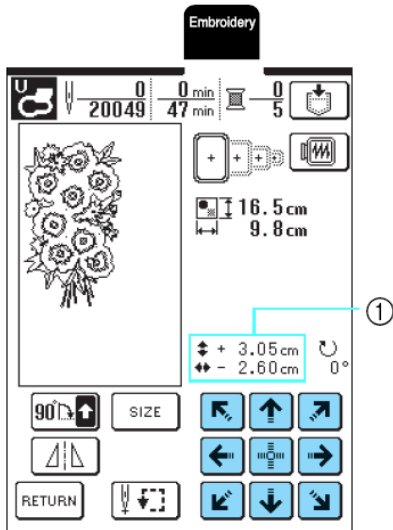 Embroidery
U
0 0 min 0
20049 47 min 5
16.5 cm
9.8 cm
①
+ 3.05 cm
- 2.60 cm 0°
90° SIZE
RETURN